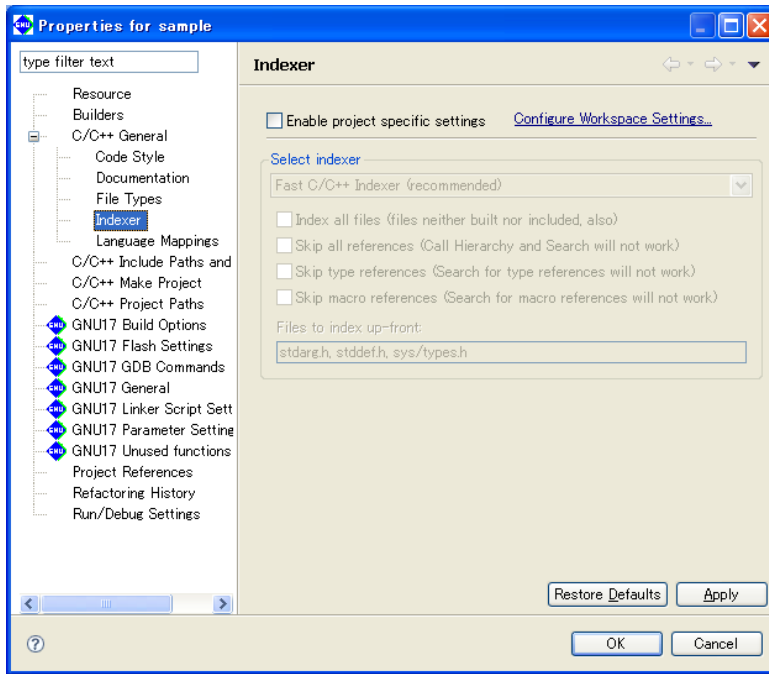 Properties for sample
type filter text
Indexer
Resource
Builders
C/C++ General
Code Style
Documentation
File Types
Indexer
Language Mappings
C/C++ Include Paths and
C/C++ Make Project
C/C++ Project Paths
GNU17 Build Options
GNU17 Flash Settings
GNU17 GDB Commands
GNU17 General
GNU17 Linker Script Sett
GNU17 Parameter Setting
GNU17 Unused functions
Project References
Refactoring History
Run/Debug Settings
Enable project specific settings
Configure Workspace Settings...
Select indexer
Fast C/C++ Indexer (recommended)
Index all files (files neither built nor included, also)
Skip all references (Call Hierarchy and Search will not work)
Skip type references (Search for type references will not work)
Skip macro references (Search for macro references will not work)
Files to index up-front:
stdarg.h, stddef.h, sys/types.h
Restore Defaults
Apply
OK
Cancel